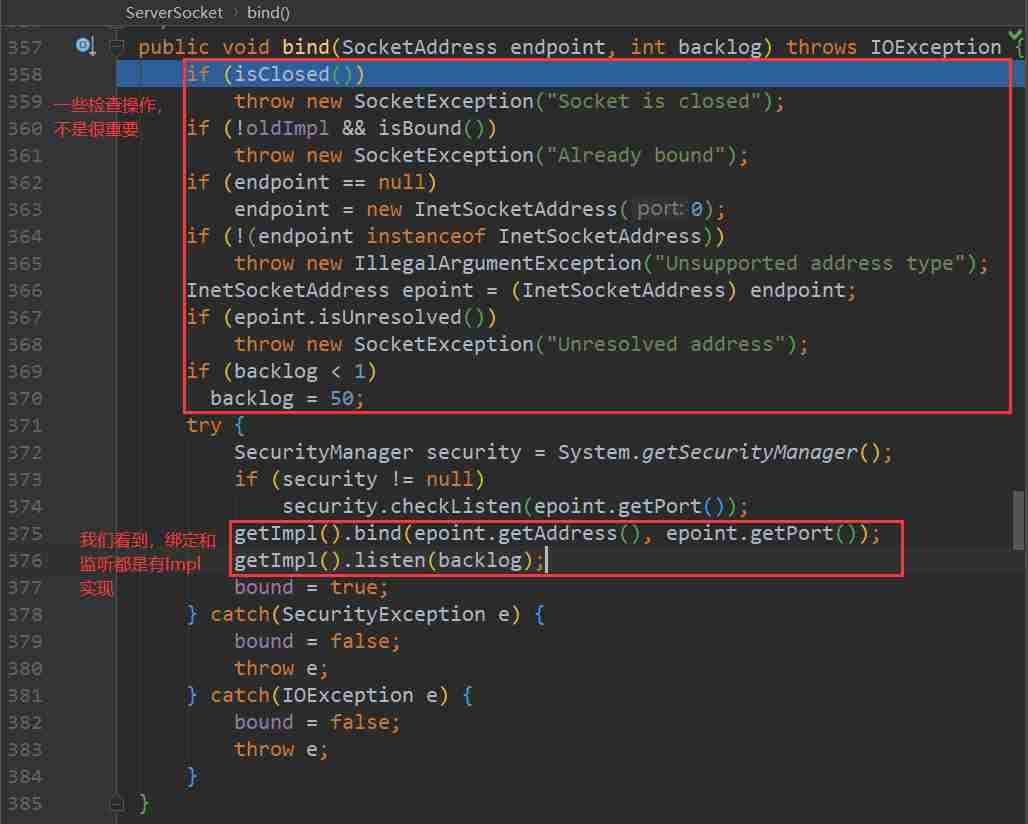 ServerSocket › bind()
357 public void bind(SocketAddress endpoint, int backlog) throws IOException {
358 if (isClosed())
359 throw new SocketException("Socket is closed");
一些检查操作，
360 if (!oldImpl && isBound())
不是很重要
361 throw new SocketException("Already bound");
362 if (endpoint == null)
363 endpoint = new InetSocketAddress( port: 0);
364 if (!(endpoint instanceof InetSocketAddress))
365 throw new IllegalArgumentException("Unsupported address type");
366 InetSocketAddress epoint = (InetSocketAddress) endpoint;
367 if (epoint.isUnresolved())
368 throw new SocketException("Unresolved address");
369 if (backlog < 1)
370 backlog = 50;
371 try {
372 SecurityManager security = System.getSecurityManager();
373 if (security != null)
374 security.checkListen(epoint.getPort());
375 getImpl().bind(epoint.getAddress(), epoint.getPort());
我们看到，绑定和
376 getImpl().listen(backlog);
监听都是有Impl
377 bound = true;
实现
378 } catch(SecurityException e) {
379 bound = false;
380 throw e;
381 } catch(IOException e) {
382 bound = false;
383 throw e;
384 }
385 }